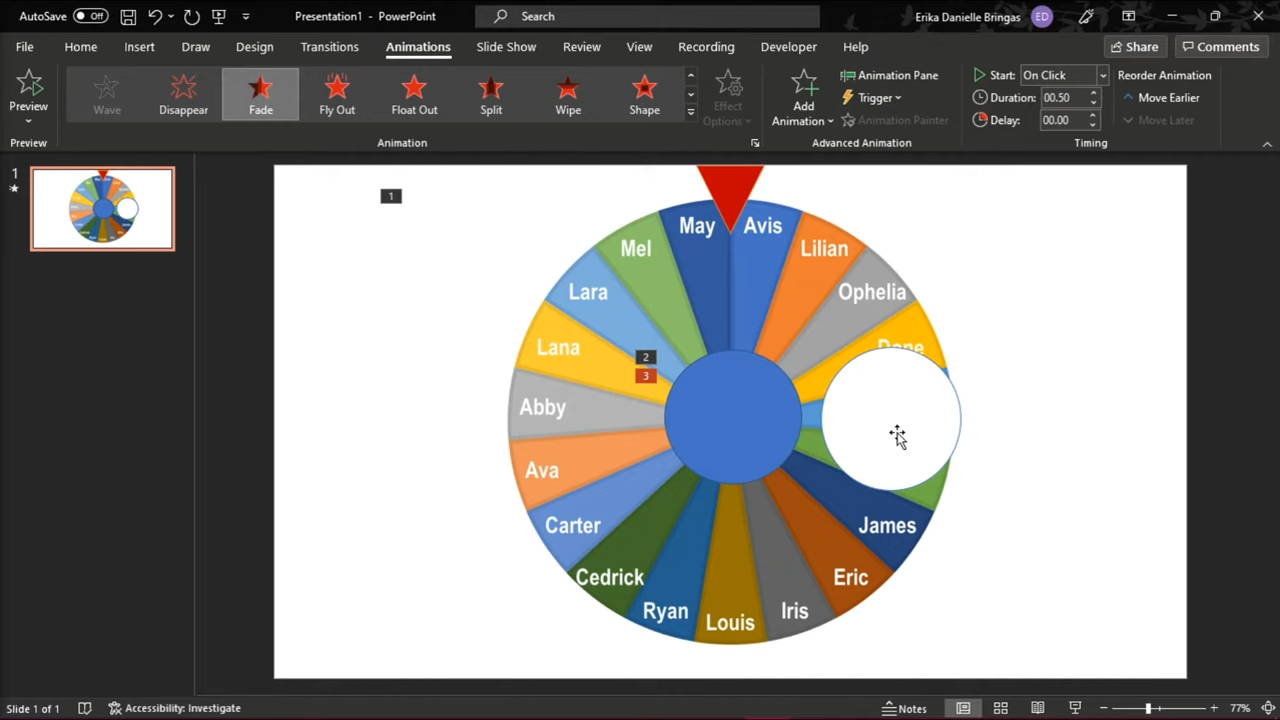 AutoSave Off
Presentation1 - PowerPoint
Search
Erika Danielle Bringas
ED
File Home Insert Draw Design Transitions Animations Slide Show Review View Recording Developer Help
Share
Comments
Preview
Wave
Disappear
Fade
Fly Out
Float Out
Split
Wipe
Shape
Effect
Options
Add
Animation
Animation Pane
Trigger
Animation Painter
Start: On Click
Duration: 00.50
Delay: 00.00
Reorder Animation
Move Earlier
Move Later
Preview
Animation
Advanced Animation
Timing
1
1
May
Avis
Mel
Lilian
Lara
Ophelia
Lana
2
3
Abby
Ava
Carter
James
Cedrick
Eric
Ryan
Iris
Louis
Slide 1 of 1
Accessibility: Investigate
Notes
77%